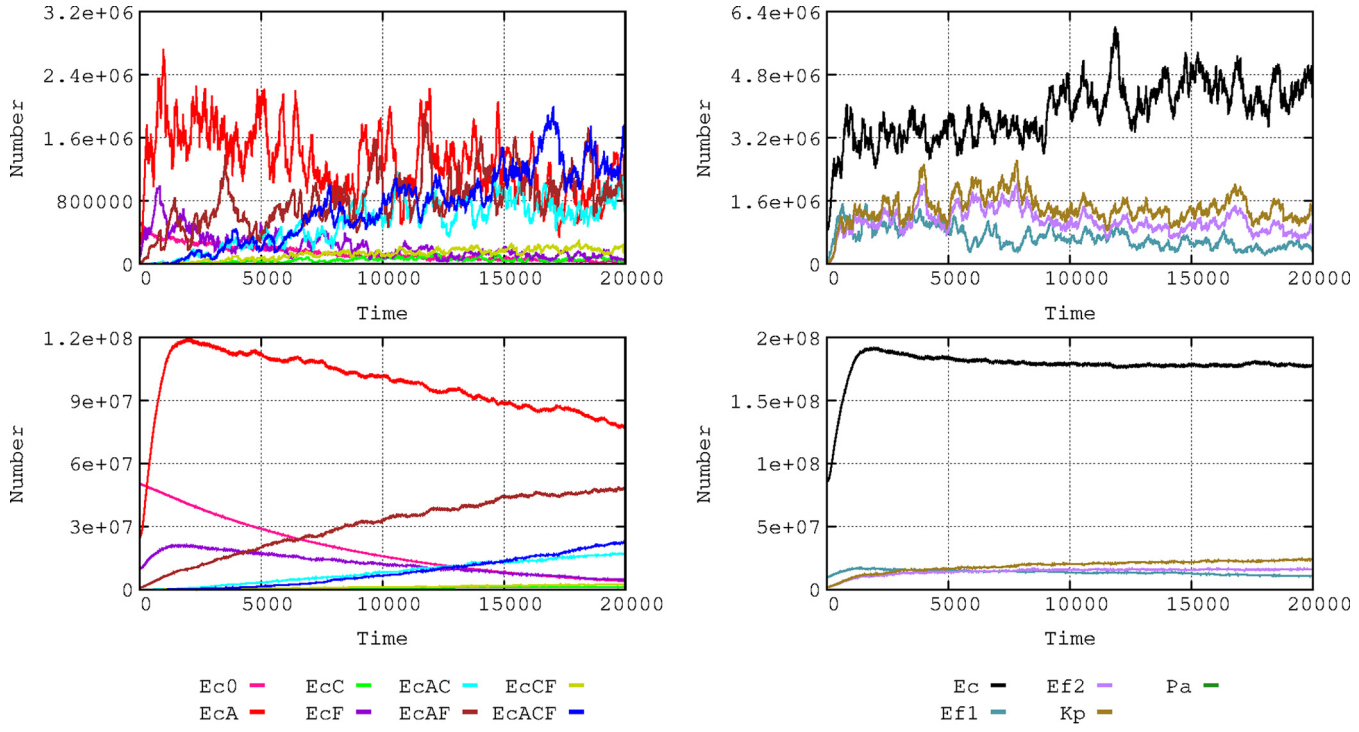 3.2e+06
2.4e+06
1.6e+06
800000
0
Number
0 5000 10000 15000 20000
Time
6.4e+06
4.8e+06
3.2e+06
1.6e+06
0
Number
0 5000 10000 15000 20000
Time
1.2e+08
9e+07
6e+07
3e+07
0
Number
0 5000 10000 15000 20000
Time
2e+08
1.5e+08
1e+08
5e+07
0
Number
0 5000 10000 15000 20000
Time
Ec0 EcC EcAC EcCF
EcA EcF EcAF EcACF
Ec Ef2 Pa
Ef1 Kp